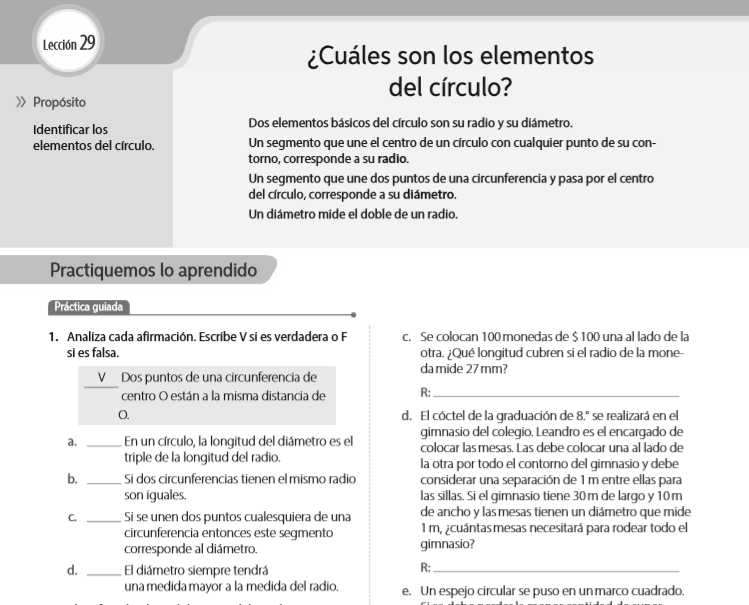 Lección 29
¿Cuáles son los elementos
del círculo?
Propósito
Identificar los
elementos del círculo.
Dos elementos básicos del círculo son su radio y su diámetro.
Un segmento que une el centro de un círculo con cualquier punto de su con-
torno, corresponde a su radio.
Un segmento que une dos puntos de una circunferencia y pasa por el centro
del círculo, corresponde a su diámetro.
Un diámetro mide el doble de un radio.
Practiquemos lo aprendido
Práctica guiada
1. Analiza cada afirmación. Escribe V si es verdadera o F
si es falsa.
V Dos puntos de una circunferencia de
centro O están a la misma distancia de
O.
a. ______ En un círculo, la longitud del diámetro es el
triple de la longitud del radio.
b. ______ Si dos circunferencias tienen el mismo radio
son iguales.
c. ______ Si se unen dos puntos cualesquiera de una
circunferencia entonces este segmento
corresponde al diámetro.
d. ______ El diámetro siempre tendrá
una medida mayor a la medida del radio.
c. Se colocan 100 monedas de $ 100 una al lado de la
otra. ¿Qué longitud cubren si el radio de la mone-
da mide 27 mm?
R:
d. El cóctel de la graduación de 8.° se realizará en el
gimnasio del colegio. Leandro es el encargado de
colocar las mesas. Las debe colocar una al lado de
la otra por todo el contorno del gimnasio y debe
considerar una separación de 1 m entre ellas para
las sillas. Si el gimnasio tiene 30 m de largo y 10 m
de ancho y las mesas tienen un diámetro que mide
1 m, ¿cuántas mesas necesitará para rodear todo el
gimnasio?
R:
e. Un espejo circular se puso en un marco cuadrado.